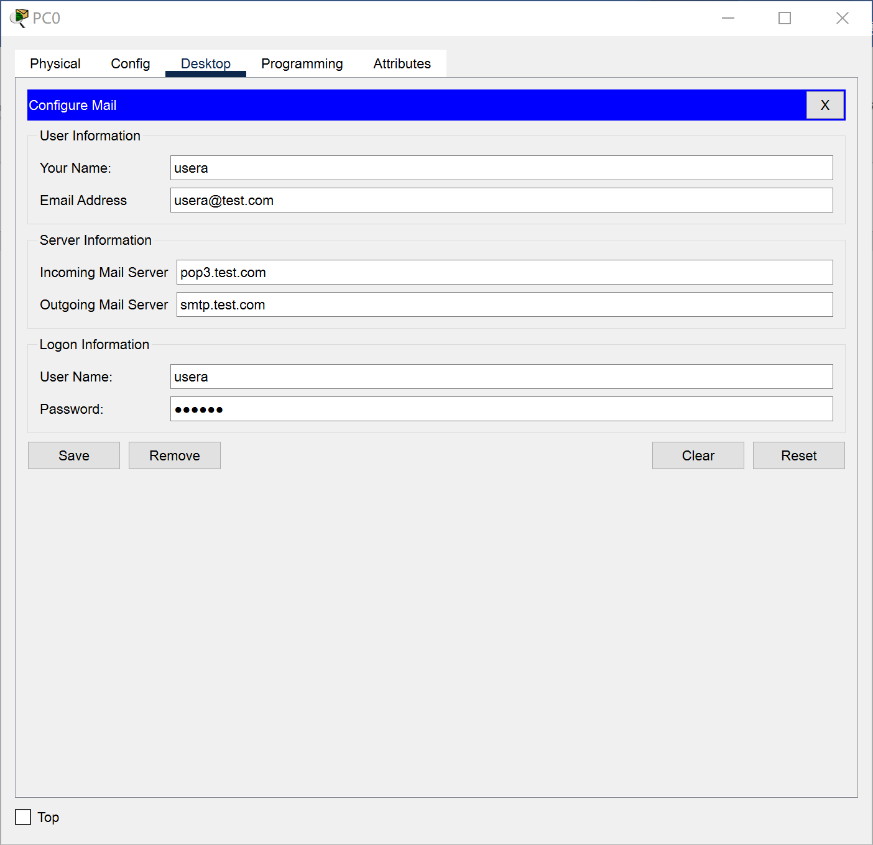 PC0
Physical Config Desktop Programming Attributes
Configure Mail X
User Information
Your Name: usera
Email Address usera@test.com
Server Information
Incoming Mail Server pop3.test.com
Outgoing Mail Server smtp.test.com
Logon Information
User Name: usera
Password: ●●●●●●
Save Remove Clear Reset
Top